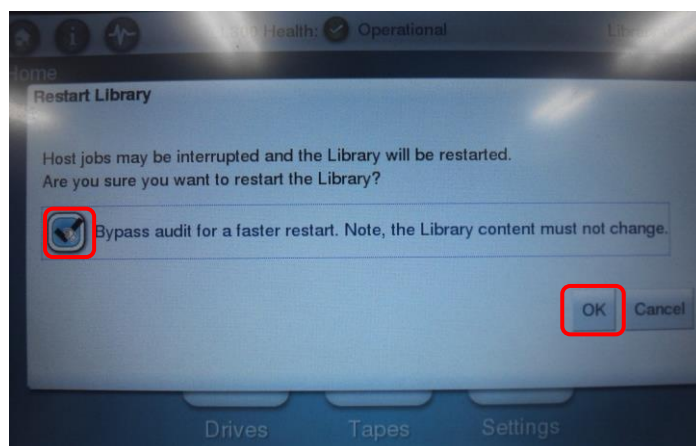 Health: Operational
Home
Restart Library
Host jobs may be interrupted and the Library will be restarted.
Are you sure you want to restart the Library?
Bypass audit for a faster restart. Note, the Library content must not change.
OK Cancel
Drives Tapes Settings